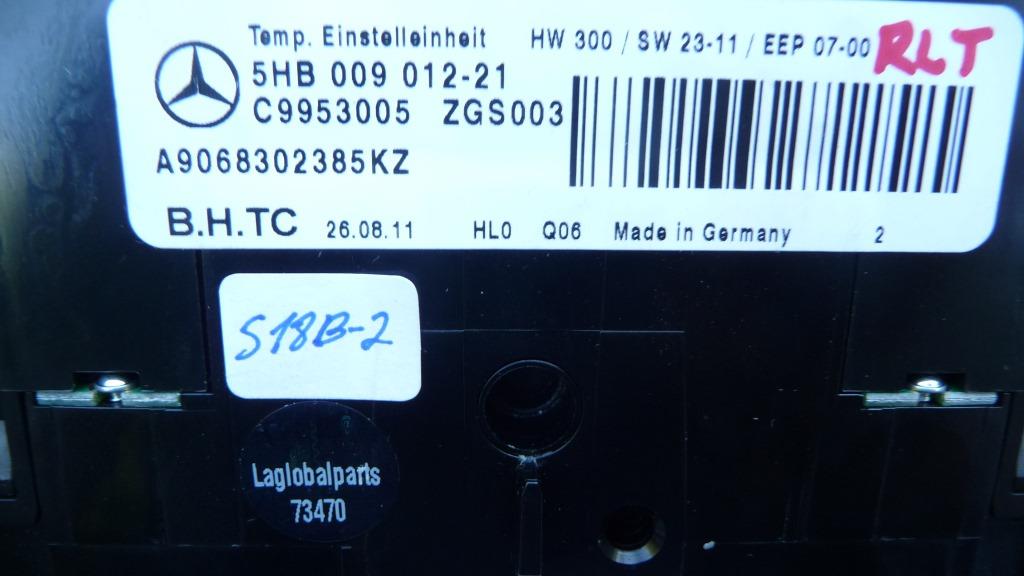 Temp. Einstelleinheit HW 300 / SW 23-11 / EEP 07-00 RLT
5HB 009 012-21
C9953005 ZGS003
A9068302385KZ
B.H.TC 26.08.11 HL0 Q06 Made in Germany 2
S18B-2
Laglobalparts
73470